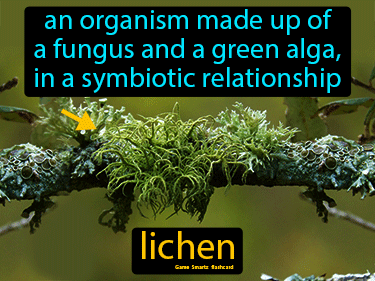 an organism made up of
a fungus and a green alga,
in a symbiotic relationship
lichen
Game Smartz flashcard